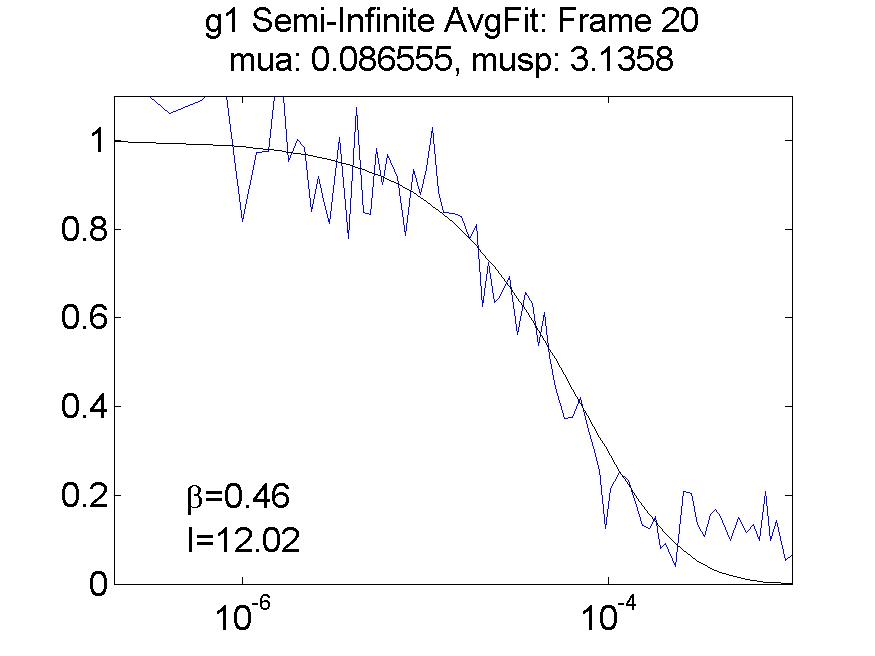 g1 Semi-Infinite AvgFit: Frame 20
mua: 0.086555, musp: 3.1358
1
0.8
0.6
0.4
0.2
0
β=0.46
I=12.02
10^-6
10^-4